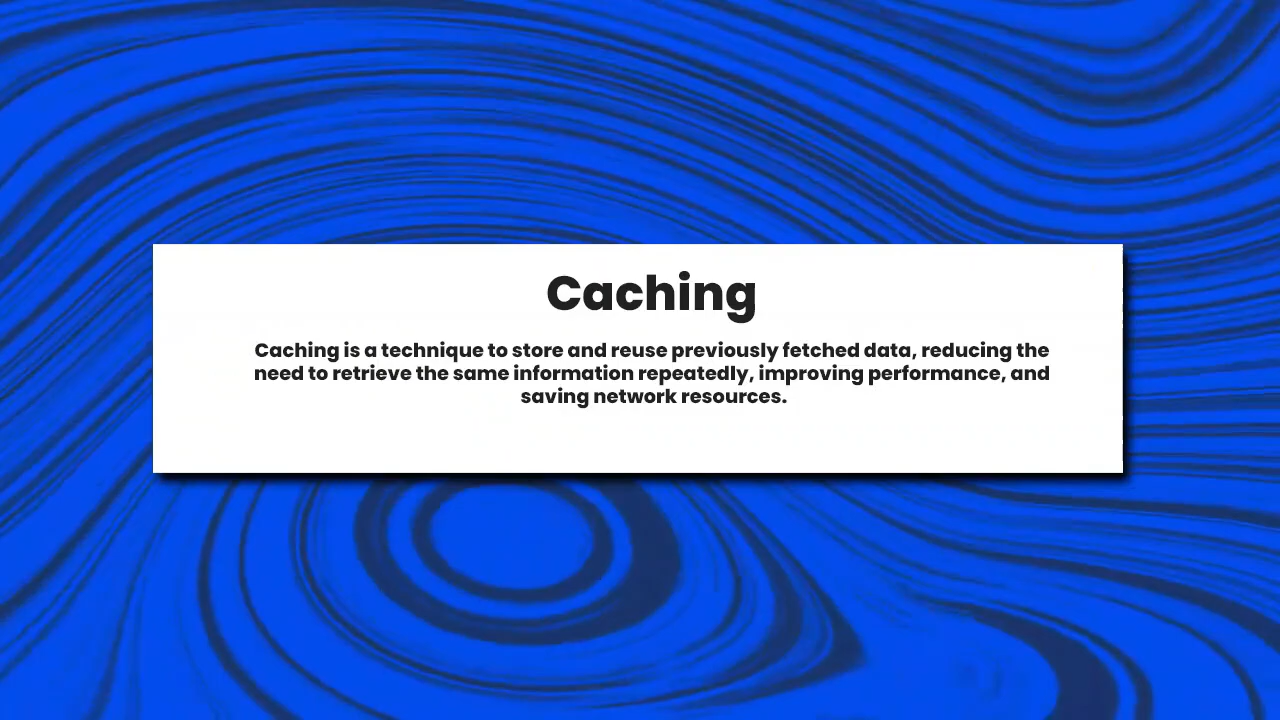 Caching
Caching is a technique to store and reuse previously fetched data, reducing the
need to retrieve the same information repeatedly, improving performance, and
saving network resources.